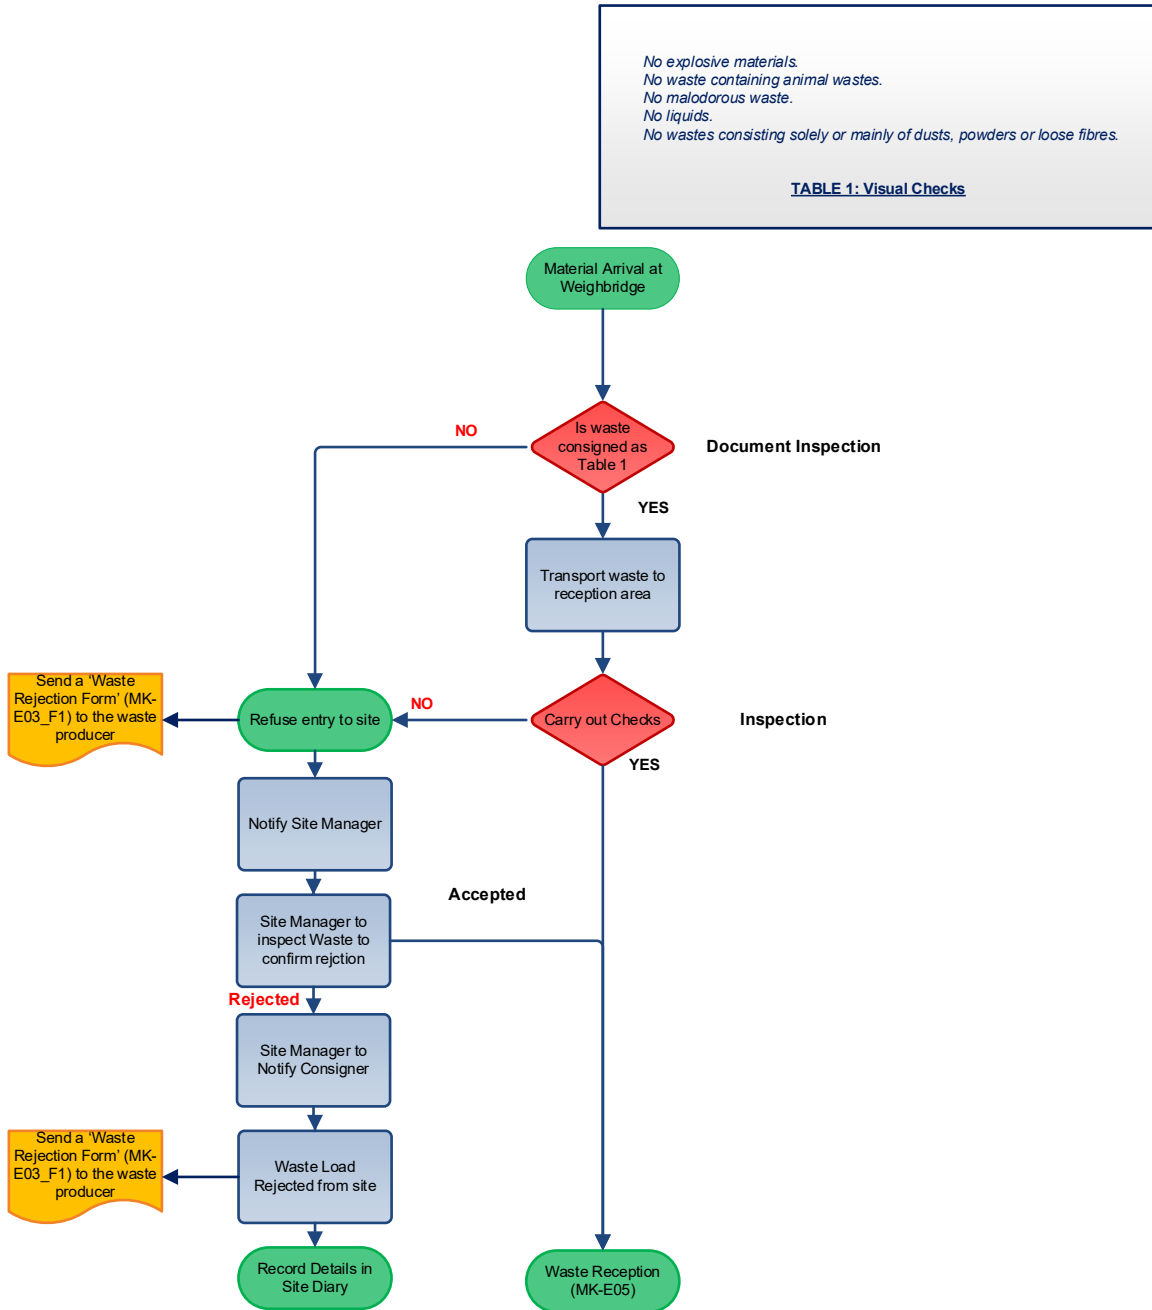 No explosive materials.
No waste containing animal wastes.
No malodorous waste.
No liquids.
No wastes consisting solely or mainly of dusts, powders or loose fibres.
TABLE 1: Visual Checks
Material Arrival at
Weighbridge
NO
Is waste
consigned as
Table 1
Document Inspection
YES
Transport waste to
reception area
Send a 'Waste
Rejection Form' (MK-
E03_F1) to the waste
producer
Refuse entry to site
NO
Carry out Checks
Inspection
YES
Notify Site Manager
Accepted
Site Manager to
inspect Waste to
confirm rejction
Rejected
Site Manager to
Notify Consigner
Send a 'Waste
Rejection Form' (MK-
E03_F1) to the waste
producer
Waste Load
Rejected from site
Record Details in
Site Diary
Waste Reception
(MK-E05)